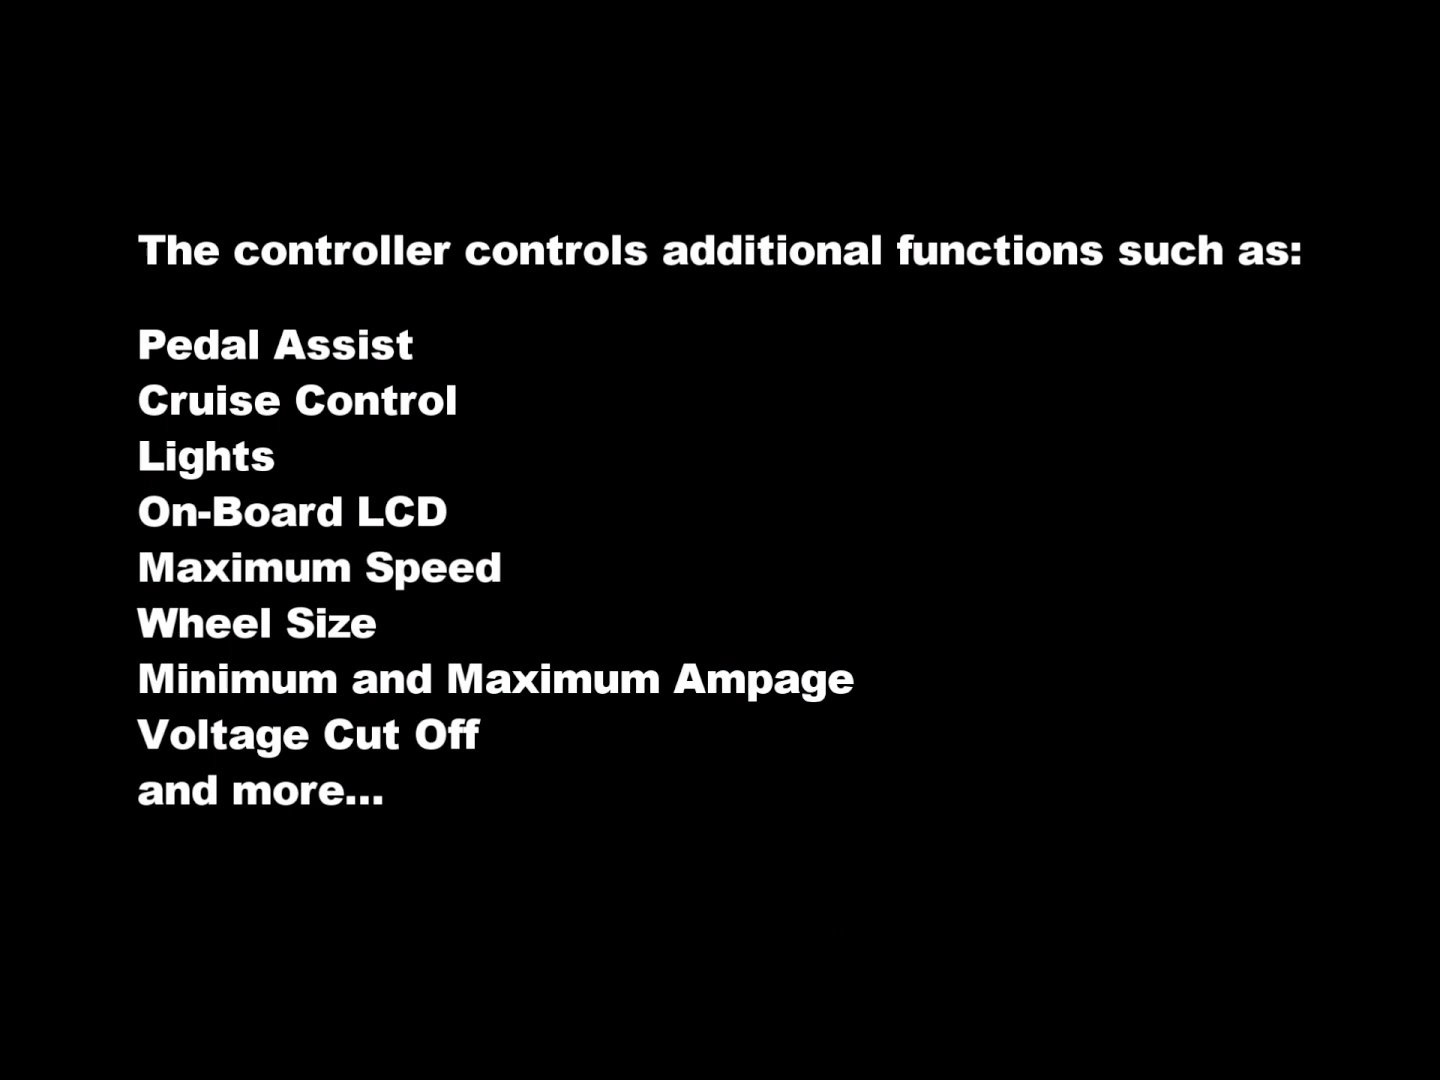 The controller controls additional functions such as:
Pedal Assist
Cruise Control
Lights
On-Board LCD
Maximum Speed
Wheel Size
Minimum and Maximum Ampage
Voltage Cut Off
and more...